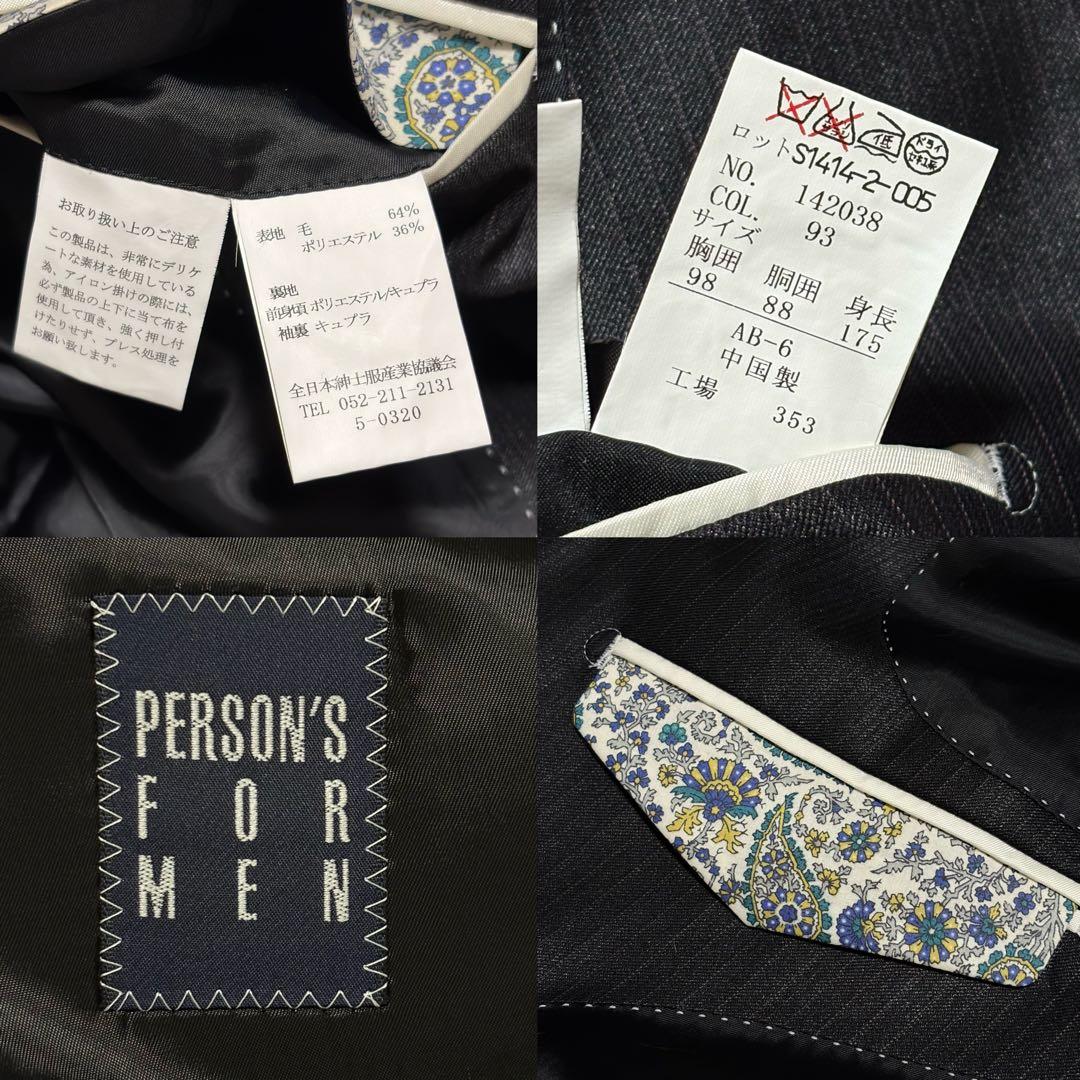 お取り扱い上のご注意
この製品は、非常にデリケ
ートな素材を使用している
為、アイロン掛けの際には、
必ず製品の上下に当て布を
使用して頂き、強く押し付
けたりせず、プレス処理を
お願い致します。
表地 毛 64%
ポリエステル 36%
裏地
前身頃 ポリエステル/キュプラ
袖裏 キュプラ
全日本紳士服産業協議会
TEL 052-211-2131
5-0320
低
ドライ
セキユ系
ロット S1414-2-005
NO. 142038
COL. 93
サイズ
胸囲 胴囲 身長
98 88 175
AB-6
中国製
工場 353
PERSON'S
FOR
MEN